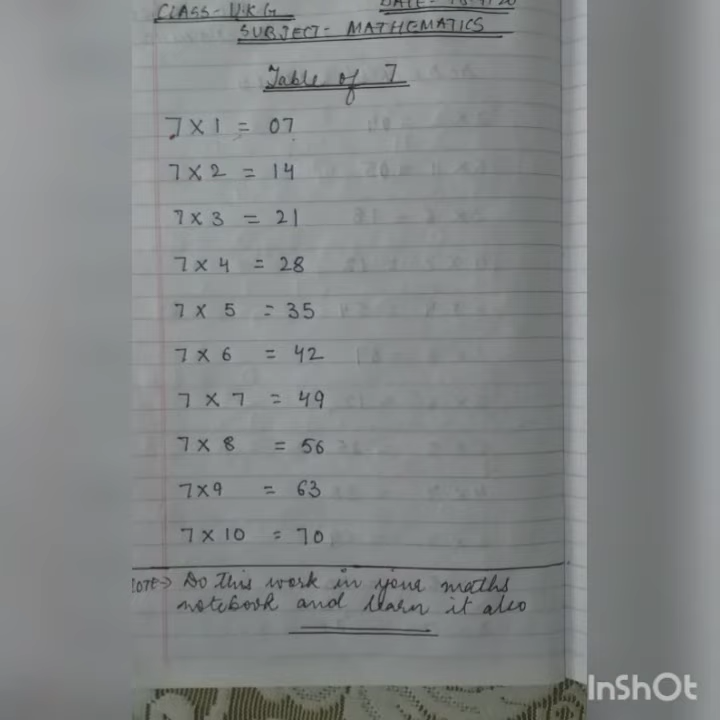 CLASS- U.K.G
DATE-
SUBJECT- MATHEMATICS
Table of 7
7 X 1 = 07
7 X 2 = 14
7 X 3 = 21
7 X 4 = 28
7 X 5 = 35
7 X 6 = 42
7 X 7 = 49
7 X 8 = 56
7 X 9 = 63
7 X 10 = 70
OTE→ Do this work in your maths
notebook and learn it also
InShOt